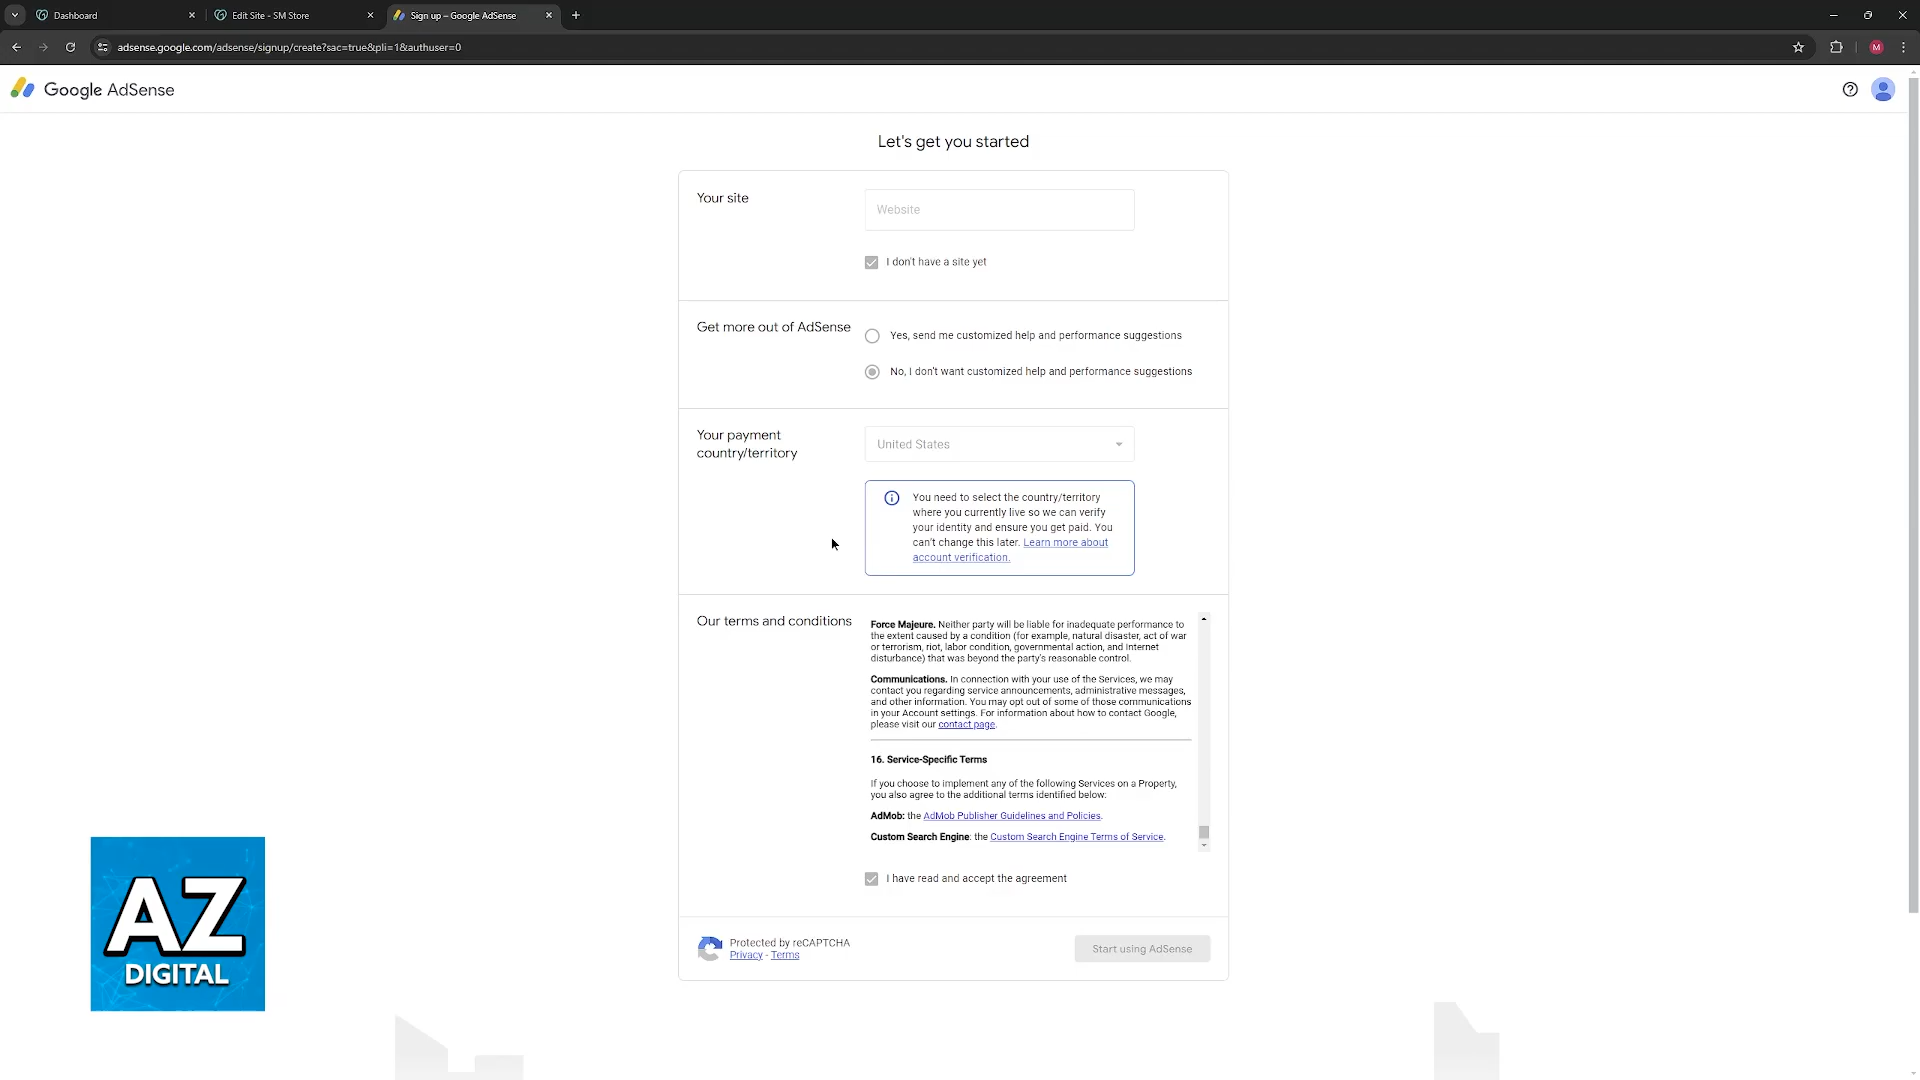 Dashboard
Edit Site - SM Store
Sign up – Google AdSense
adsense.google.com/adsense/signup/create?sac=true&pli=1&authuser=0
M
Google AdSense
Let's get you started
Your site
Website
I don't have a site yet
Get more out of AdSense
Yes, send me customized help and performance suggestions
No, I don't want customized help and performance suggestions
Your payment
country/territory
United States
You need to select the country/territory
where you currently live so we can verify
your identity and ensure you get paid. You
can't change this later. Learn more about
account verification.
Our terms and conditions
Force Majeure. Neither party will be liable for inadequate performance to
the extent caused by a condition (for example, natural disaster, act of war
or terrorism, riot, labor condition, governmental action, and Internet
disturbance) that was beyond the party's reasonable control.
Communications. In connection with your use of the Services, we may
contact you regarding service announcements, administrative messages,
and other information. You may opt out of some of those communications
in your Account settings. For information about how to contact Google,
please visit our contact page.
16. Service-Specific Terms
If you choose to implement any of the following Services on a Property,
you also agree to the additional terms identified below:
AdMob: the AdMob Publisher Guidelines and Policies.
Custom Search Engine: the Custom Search Engine Terms of Service.
I have read and accept the agreement
Protected by reCAPTCHA
Privacy - Terms
Start using AdSense
AZ
DIGITAL